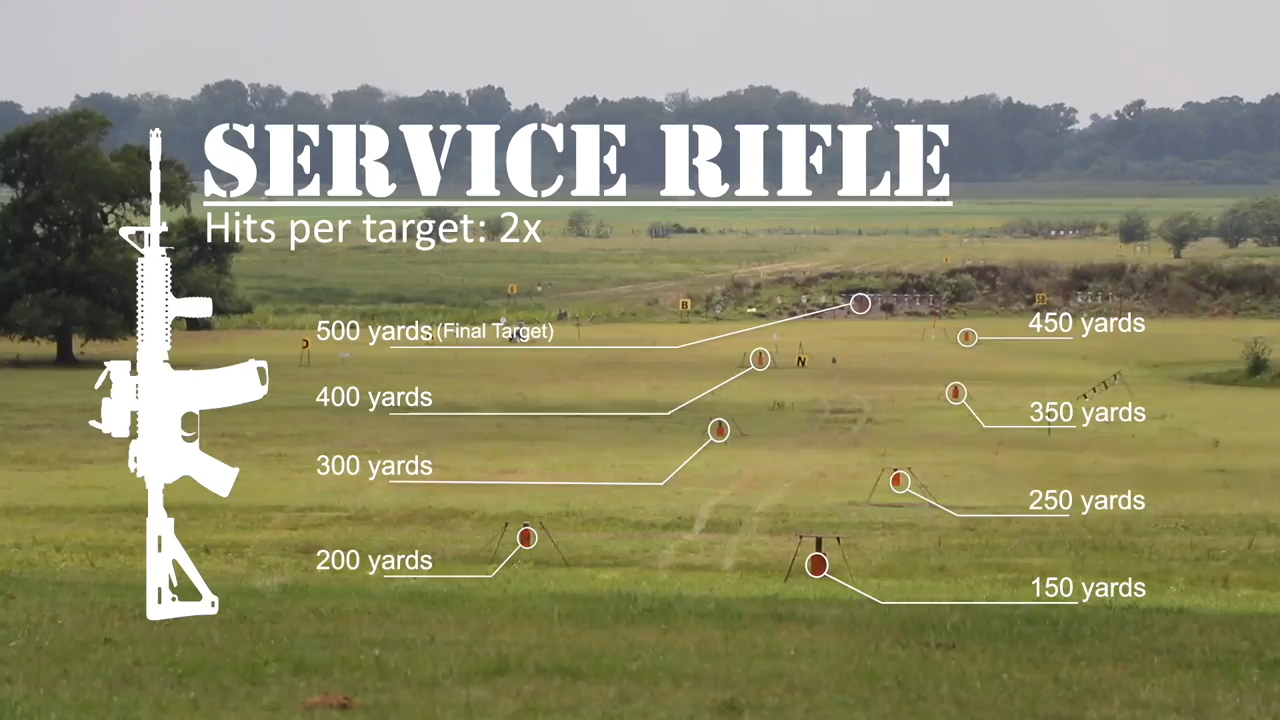 SERVICE RIFLE
Hits per target: 2x
500 yards (Final Target)
450 yards
400 yards
350 yards
300 yards
250 yards
200 yards
150 yards
B
N